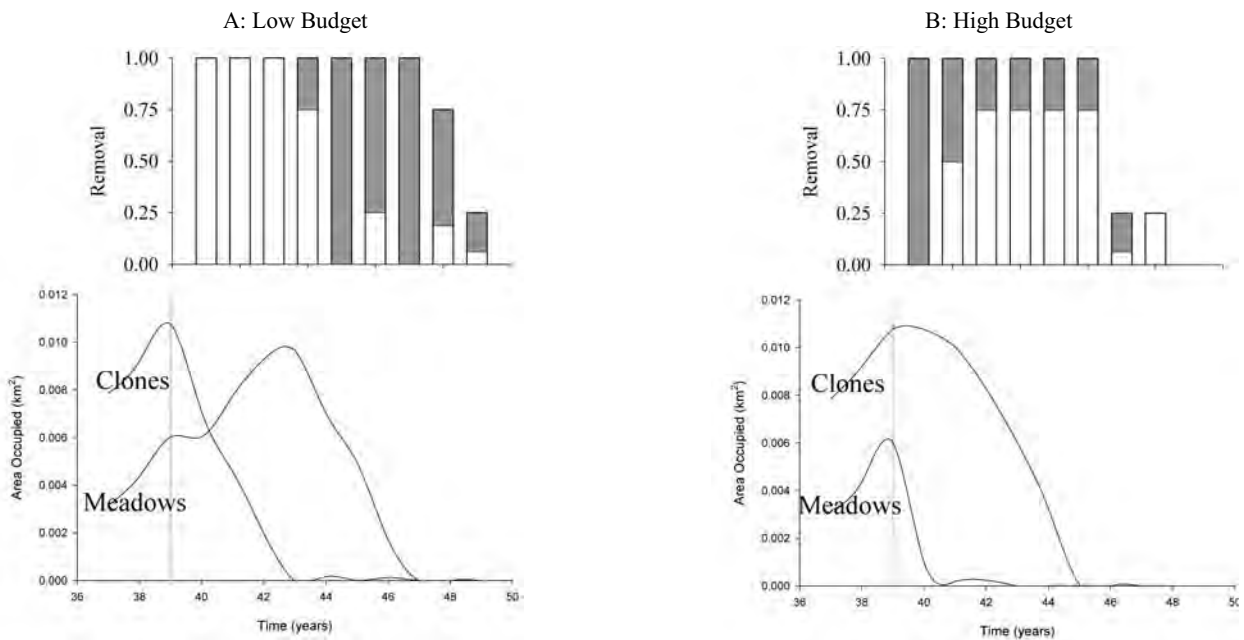 A: Low Budget
1.00
0.75
0.50
0.25
0.00
Removal
0.012
0.010
0.008
0.006
0.004
0.002
0.000
Area Occupied (km²)
Clones
Meadows
36 38 40 42 44 46 48 50
Time (years)
B: High Budget
1.00
0.75
0.50
0.25
0.00
Removal
0.012
0.010
0.008
0.006
0.004
0.002
0.000
Area Occupied (km²)
Clones
Meadows
36 38 40 42 44 46 48 50
Time (years)